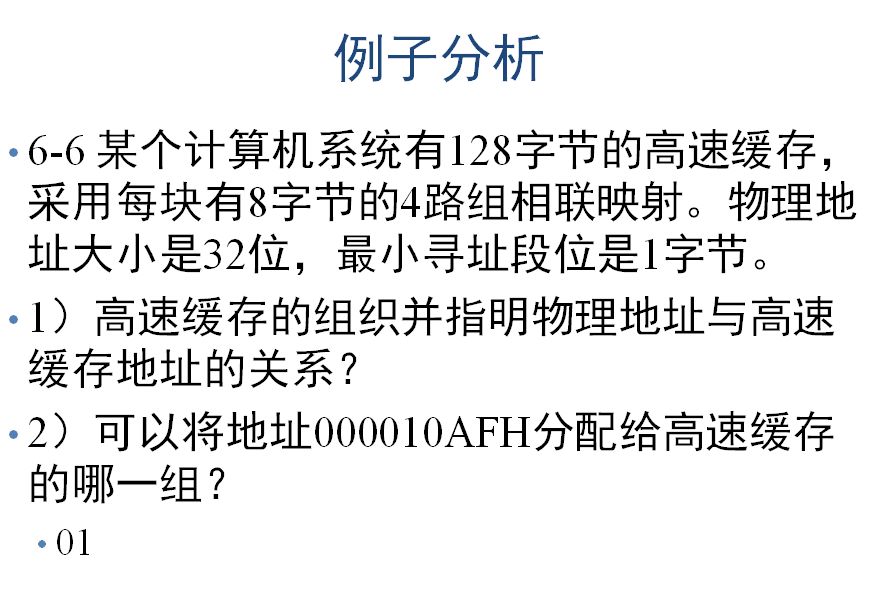 例子分析
• 6-6 某个计算机系统有128字节的高速缓存，
采用每块有8字节的4路组相联映射。物理地
址大小是32位，最小寻址段位是1字节。
• 1）高速缓存的组织并指明物理地址与高速
缓存地址的关系？
• 2）可以将地址000010AFH分配给高速缓存
的哪一组？
• 01